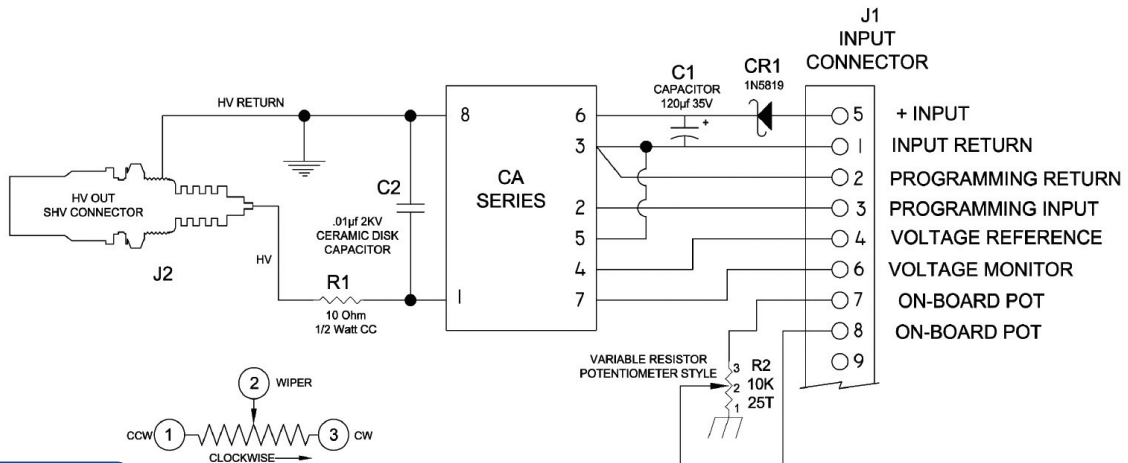 J1
INPUT
CONNECTOR
C1
CAPACITOR
120µf 35V
+
CR1
1N5819
HV RETURN
8
6
5
+ INPUT
3
1
INPUT RETURN
2
PROGRAMMING RETURN
HV OUT
SHV CONNECTOR
J2
C2
.01µf 2KV
CERAMIC DISK
CAPACITOR
CA
SERIES
2
3
PROGRAMMING INPUT
5
4
VOLTAGE REFERENCE
4
6
VOLTAGE MONITOR
HV
R1
10 Ohm
1/2 Watt CC
1
7
7
ON-BOARD POT
8
ON-BOARD POT
9
VARIABLE RESISTOR
POTENTIOMETER STYLE
3
2
1
R2
10K
25T
2
WIPER
CCW
1
3
CW
CLOCKWISE